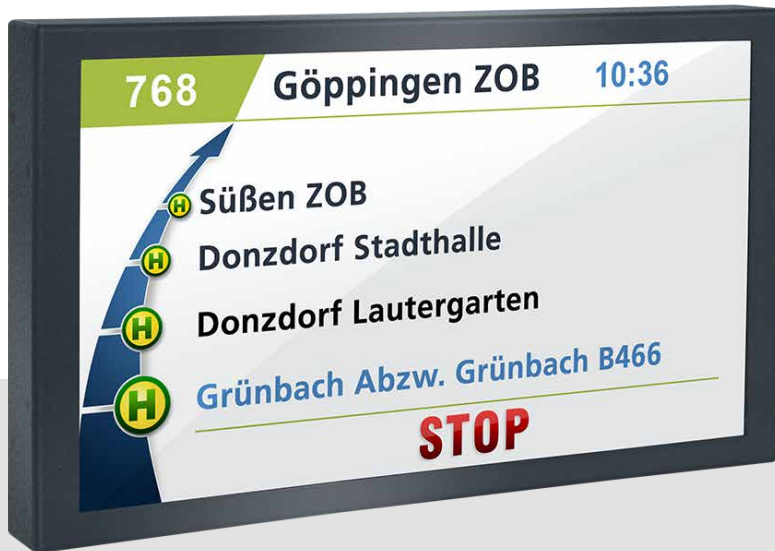 768 Göppingen ZOB 10:36
H Süßen ZOB
H Donzdorf Stadthalle
H Donzdorf Lautergarten
H Grünbach Abzw. Grünbach B466
STOP